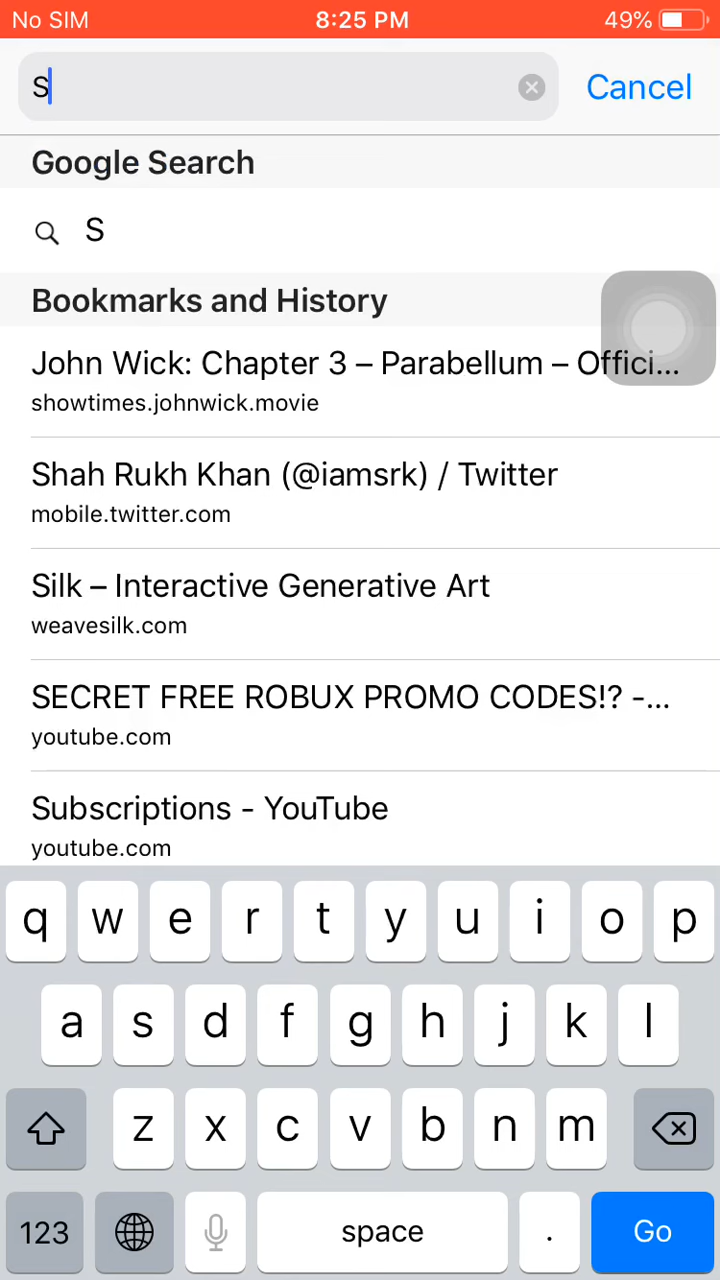 No SIM 8:25 PM 49%
S Cancel
Google Search
S
Bookmarks and History
John Wick: Chapter 3 – Parabellum – Offici...
showtimes.johnwick.movie
Shah Rukh Khan (@iamsrk) / Twitter
mobile.twitter.com
Silk – Interactive Generative Art
weavesilk.com
SECRET FREE ROBUX PROMO CODES!? -...
youtube.com
Subscriptions - YouTube
youtube.com
q w e r t y u i o p
a s d f g h j k l
z x c v b n m
123 space . Go